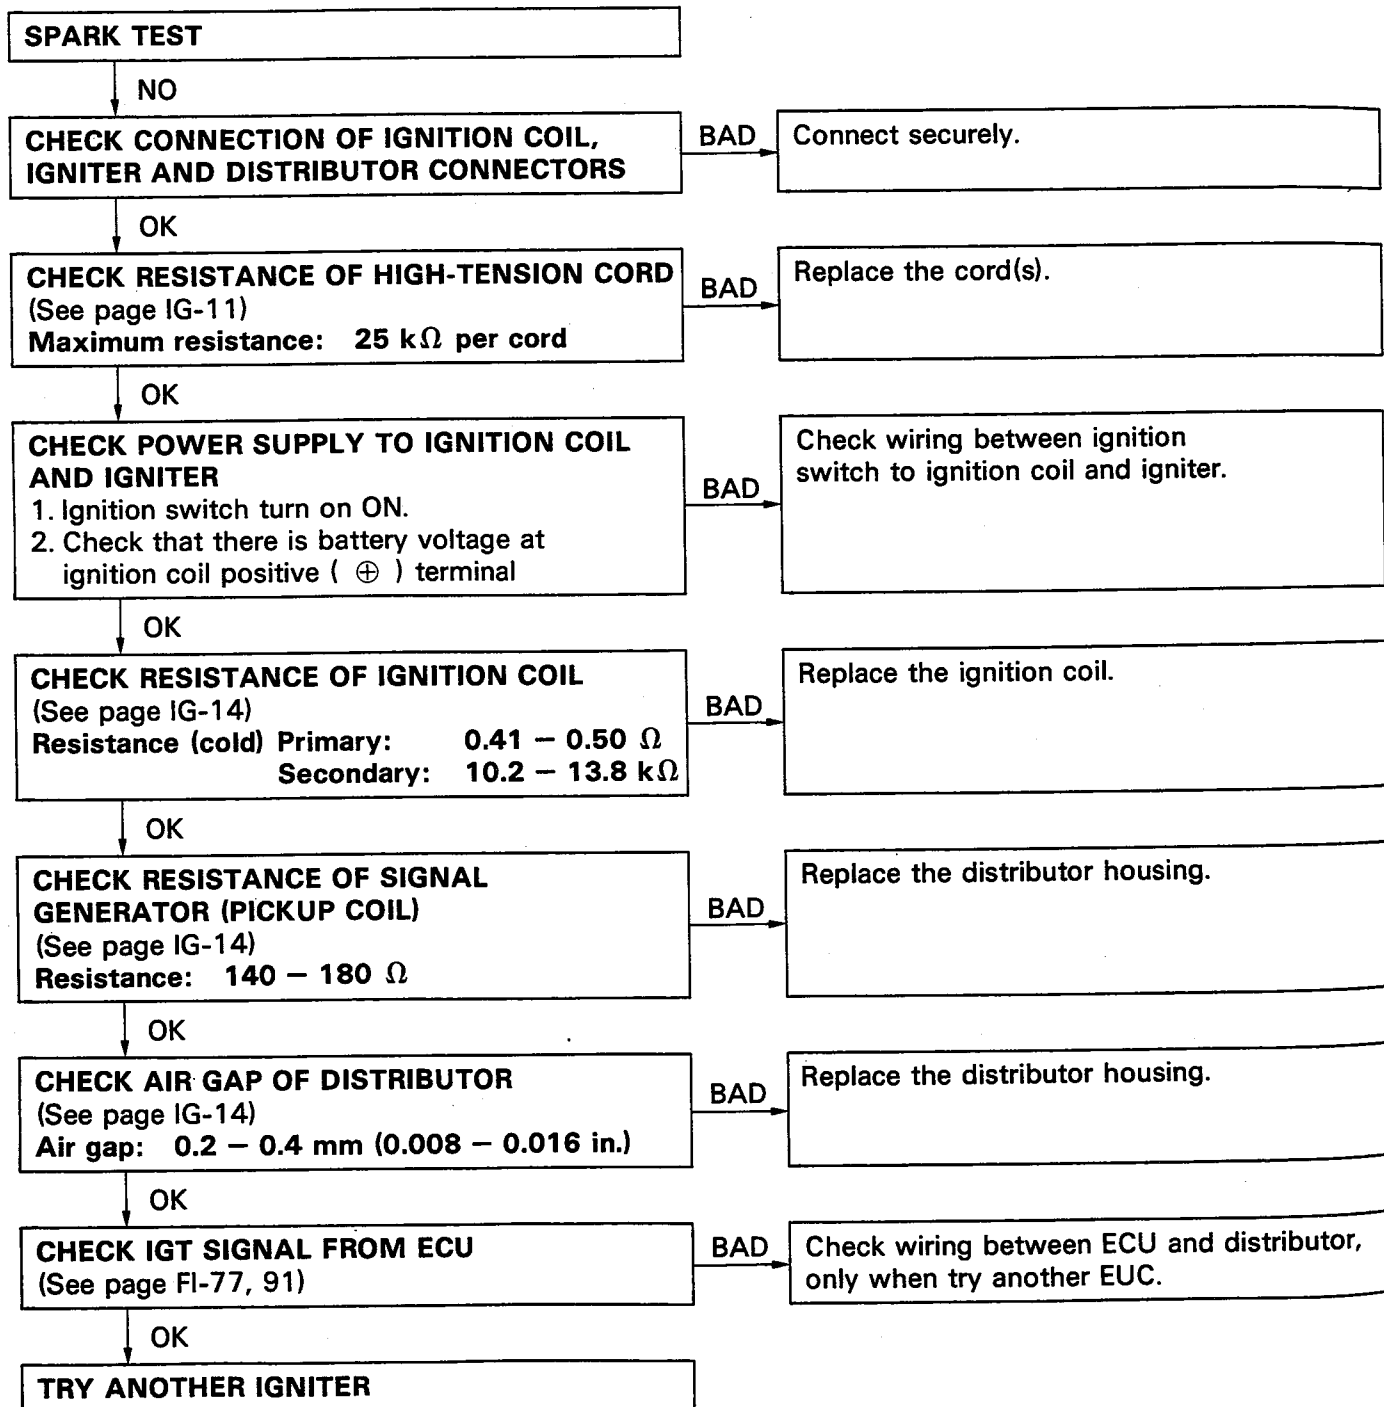 SPARK TEST
NO
CHECK CONNECTION OF IGNITION COIL,
IGNITER AND DISTRIBUTOR CONNECTORS
BAD
Connect securely.
OK
CHECK RESISTANCE OF HIGH-TENSION CORD
(See page IG-11)
Maximum resistance: 25 kΩ per cord
BAD
Replace the cord(s).
OK
CHECK POWER SUPPLY TO IGNITION COIL
AND IGNITER
1. Ignition switch turn on ON.
2. Check that there is battery voltage at
ignition coil positive ( ⊕ ) terminal
BAD
Check wiring between ignition
switch to ignition coil and igniter.
OK
CHECK RESISTANCE OF IGNITION COIL
(See page IG-14)
Resistance (cold) Primary: 0.41 – 0.50 Ω
Secondary: 10.2 – 13.8 kΩ
BAD
Replace the ignition coil.
OK
CHECK RESISTANCE OF SIGNAL
GENERATOR (PICKUP COIL)
(See page IG-14)
Resistance: 140 – 180 Ω
BAD
Replace the distributor housing.
OK
CHECK AIR GAP OF DISTRIBUTOR
(See page IG-14)
Air gap: 0.2 – 0.4 mm (0.008 – 0.016 in.)
BAD
Replace the distributor housing.
OK
CHECK IGT SIGNAL FROM ECU
(See page FI-77, 91)
BAD
Check wiring between ECU and distributor,
only when try another EUC.
OK
TRY ANOTHER IGNITER